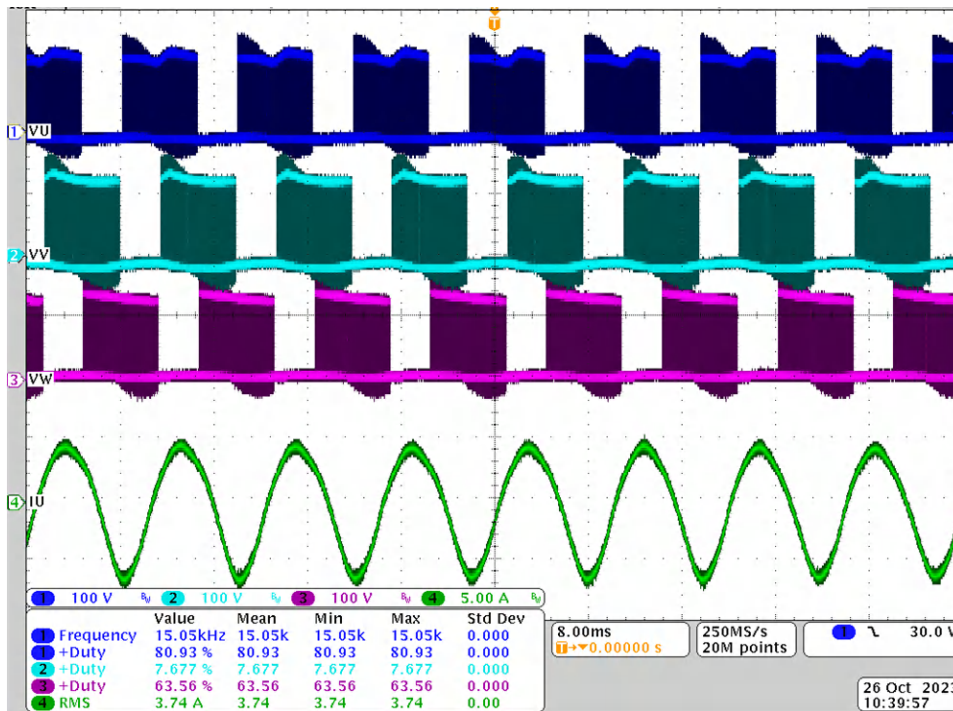 T
1 VU
2 VV
3 VW
4 IU
1 100 V BW 2 100 V BW 3 100 V BW 4 5.00 A BW
Value Mean Min Max Std Dev
1 Frequency 15.05kHz 15.05k 15.05k 15.05k 0.000
1 +Duty 80.93 % 80.93 80.93 80.93 0.000
2 +Duty 7.677 % 7.677 7.677 7.677 0.000
3 +Duty 63.56 % 63.56 63.56 63.56 0.000
4 RMS 3.74 A 3.74 3.74 3.74 0.00
8.00ms
T→▼0.00000 s
250MS/s
20M points
1 30.0 V
26 Oct 2023
10:39:57